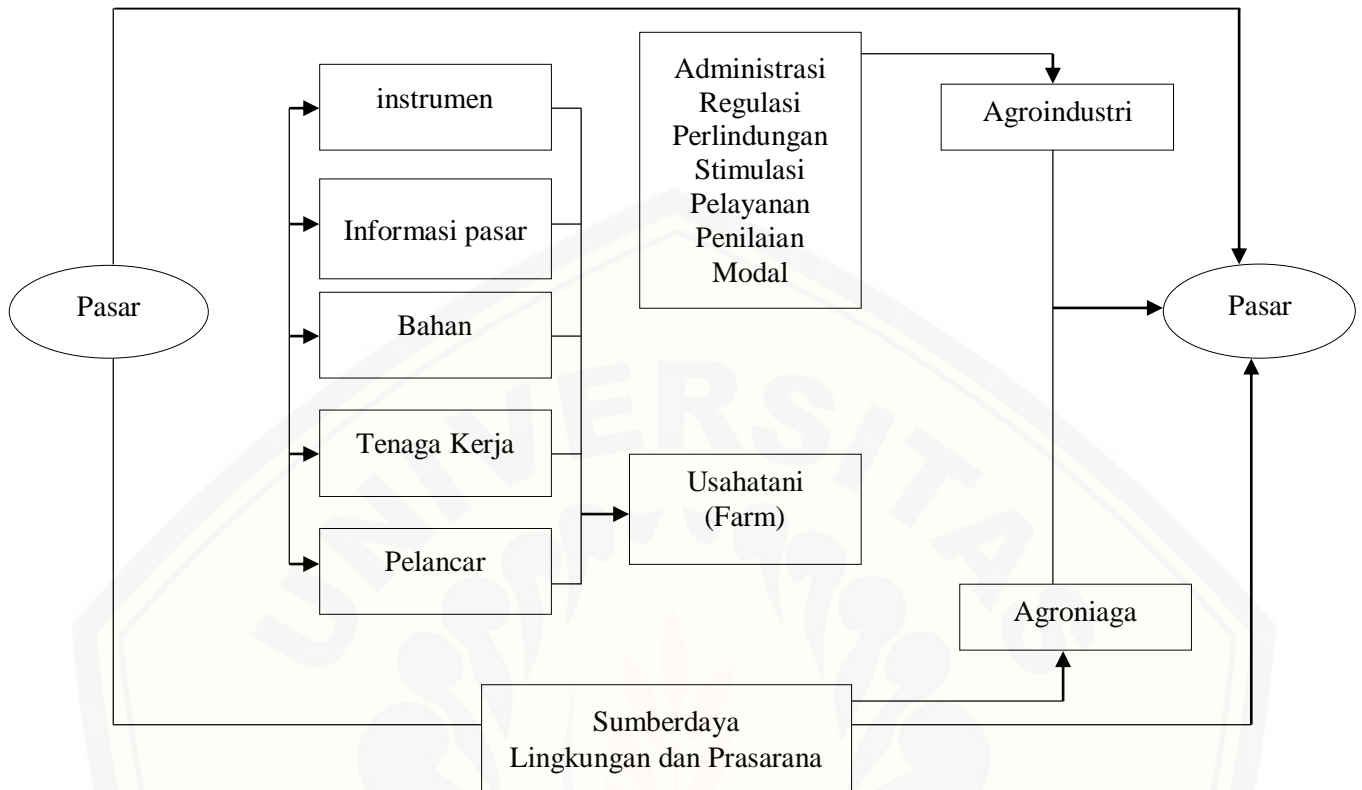 instrumen
Informasi pasar
Bahan
Tenaga Kerja
Pelancar
Pasar
Administrasi
Regulasi
Perlindungan
Stimulasi
Pelayanan
Penilaian
Modal
Usahatani
(Farm)
Agroindustri
Agroniaga
Pasar
Sumberdaya
Lingkungan dan Prasarana
UNIVERSITAS